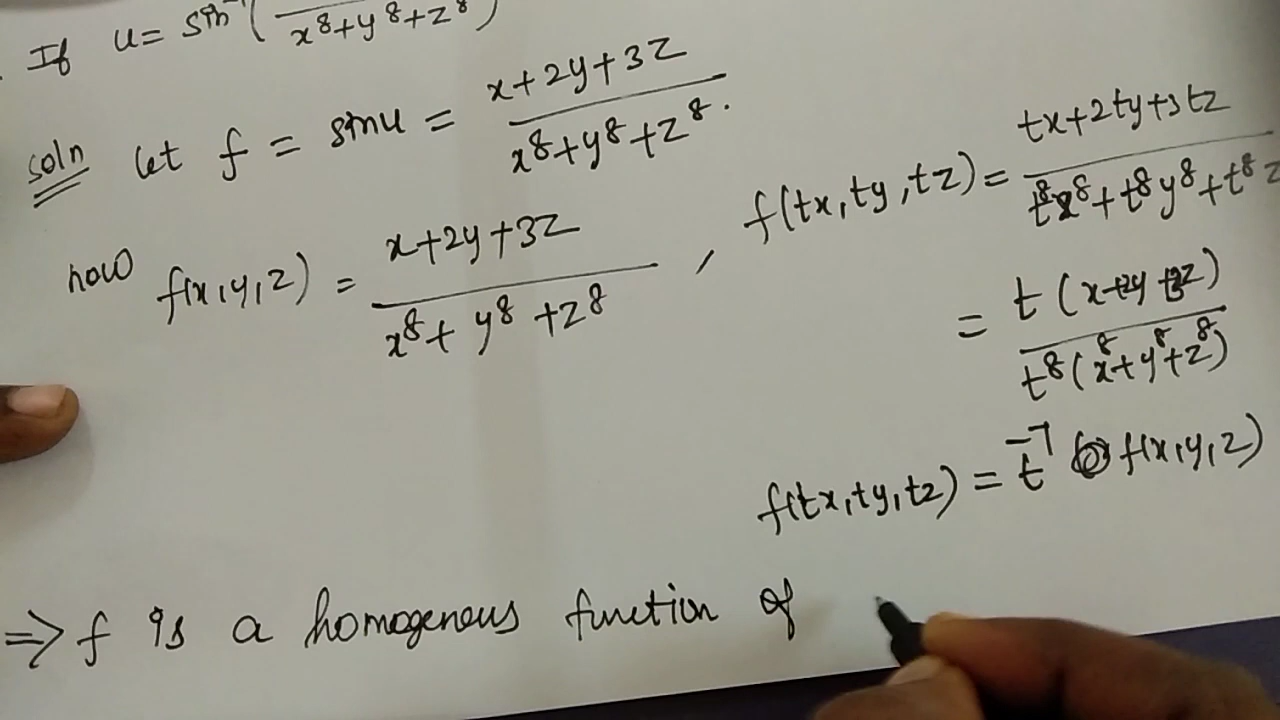 If u = sin⁻¹( / x⁸+y⁸+z⁸ )
soln let f = sinu = x+2y+3z / x⁸+y⁸+z⁸ .
now f(x,y,z) = x+2y+3z / x⁸+y⁸+z⁸ , f(tx,ty,tz) = tx+2ty+3tz / t⁸x⁸+t⁸y⁸+t⁸z
= t(x+2y+3z) / t⁸(x⁸+y⁸+z⁸)
f(tx,ty,tz) = t⁻⁷ f(x,y,z)
⇒ f is a homogenous function of